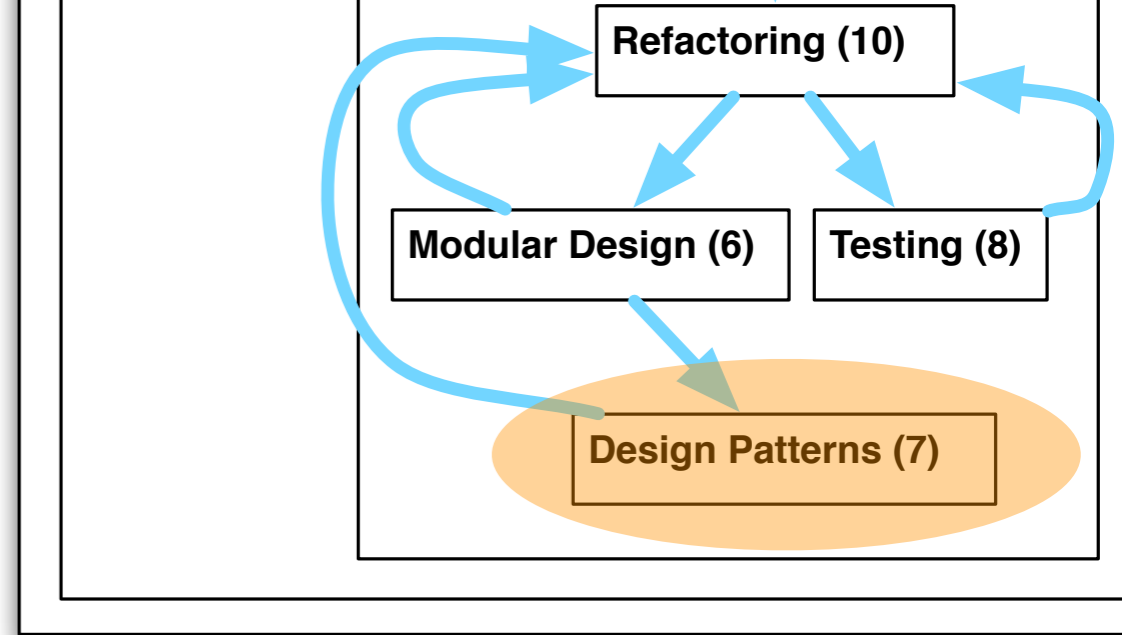 Refactoring (10)
Modular Design (6)
Testing (8)
Design Patterns (7)